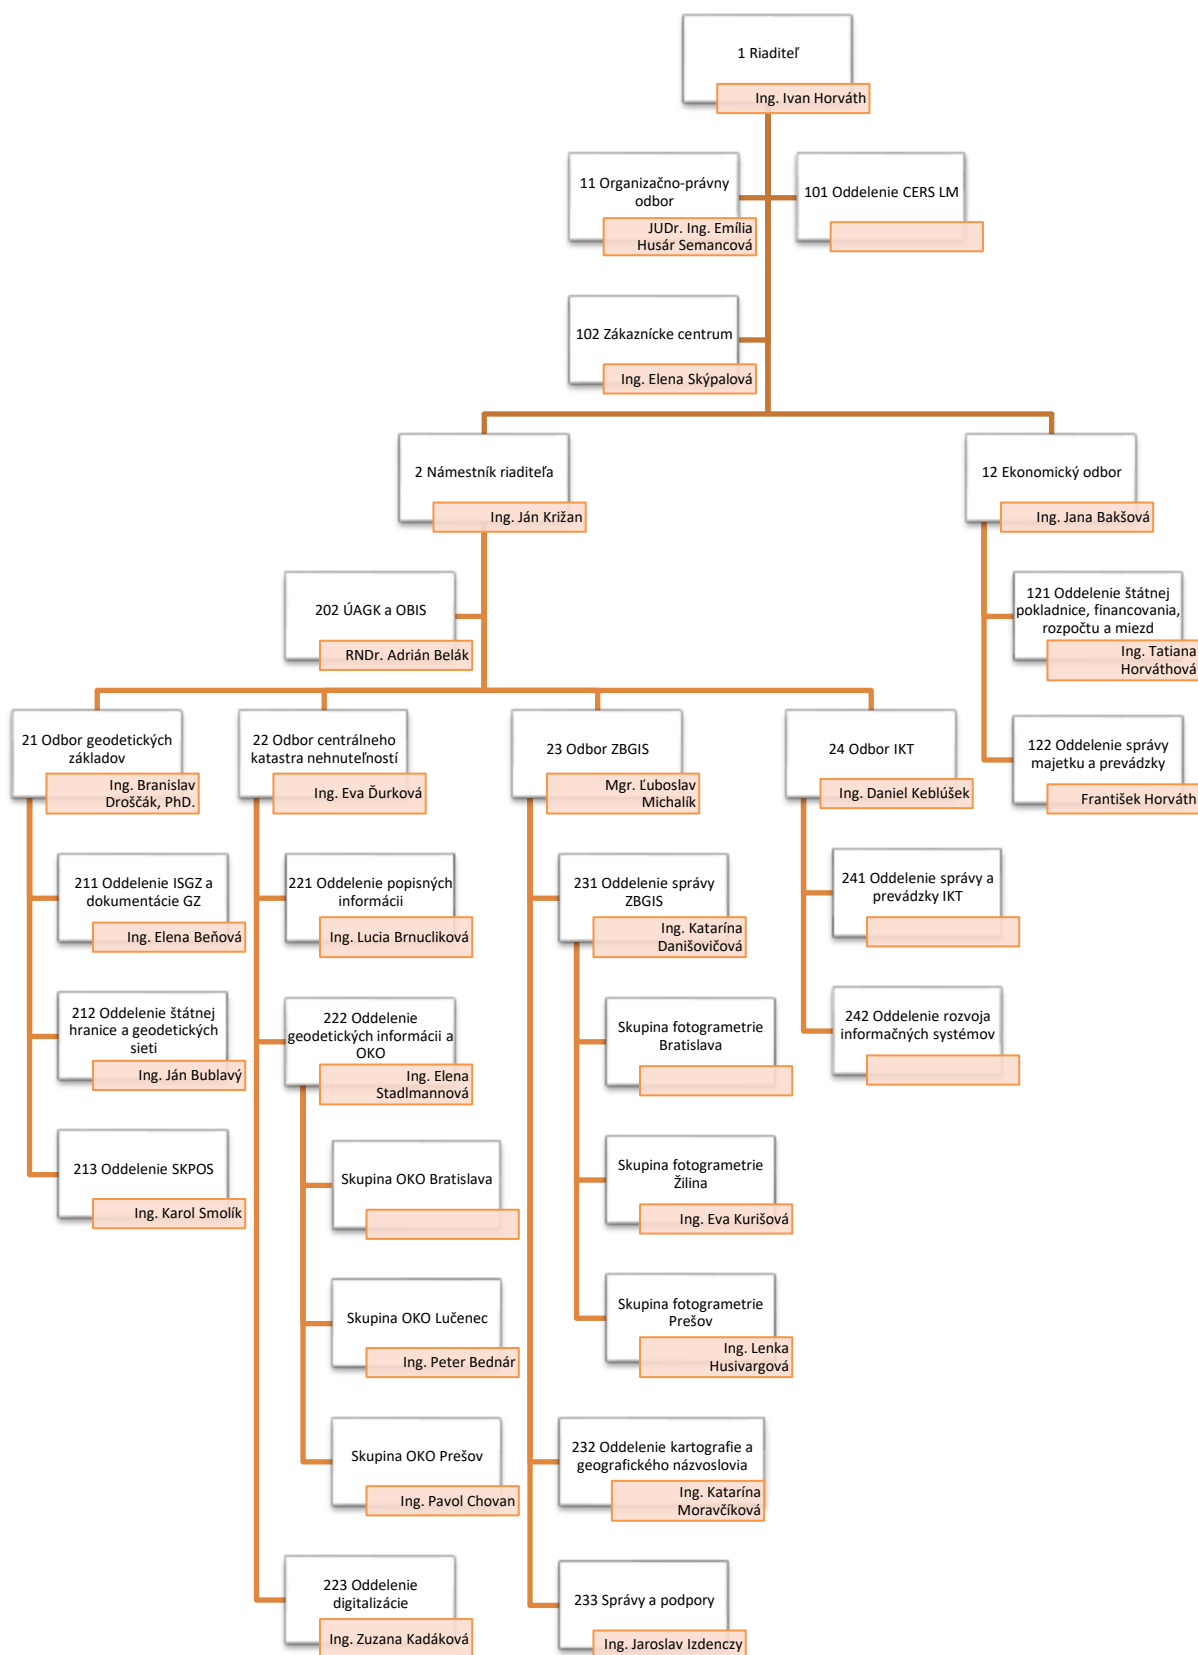 1 Riaditeľ
Ing. Ivan Horváth
11 Organizačno-právny
odbor
JUDr. Ing. Emília
Husár Semancová
101 Oddelenie CERS LM
102 Zákaznícke centrum
Ing. Elena Skýpalová
2 Námestník riaditeľa
Ing. Ján Križan
12 Ekonomický odbor
Ing. Jana Bakšová
202 ÚAGK a OBIS
RNDr. Adrián Belák
121 Oddelenie štátnej
pokladnice, financovania,
rozpočtu a miezd
Ing. Tatiana
Horváthová
122 Oddelenie správy
majetku a prevádzky
František Horváth
21 Odbor geodetických
základov
Ing. Branislav
Droščák, PhD.
211 Oddelenie ISGZ a
dokumentácie GZ
Ing. Elena Beňová
212 Oddelenie štátnej
hranice a geodetických
sieti
Ing. Ján Bublavý
213 Oddelenie SKPOS
Ing. Karol Smolík
22 Odbor centrálneho
katastra nehnuteľností
Ing. Eva Ďurková
221 Oddelenie popisných
informácii
Ing. Lucia Brnucliková
222 Oddelenie
geodetických informácii a
OKO
Ing. Elena
Stadlmannová
Skupina OKO Bratislava
Skupina OKO Lučenec
Ing. Peter Bednár
Skupina OKO Prešov
Ing. Pavol Chovan
223 Oddelenie
digitalizácie
Ing. Zuzana Kadáková
23 Odbor ZBGIS
Mgr. Ľuboslav
Michalík
231 Oddelenie správy
ZBGIS
Ing. Katarína
Danišovičová
Skupina fotogrametrie
Bratislava
Skupina fotogrametrie
Žilina
Ing. Eva Kurišová
Skupina fotogrametrie
Prešov
Ing. Lenka
Husivargová
232 Oddelenie kartografie a
geografického názvoslovia
Ing. Katarína
Moravčíková
233 Správy a podpory
Ing. Jaroslav Izdenczy
24 Odbor IKT
Ing. Daniel Keblúšek
241 Oddelenie správy a
prevádzky IKT
242 Oddelenie rozvoja
informačných systémov